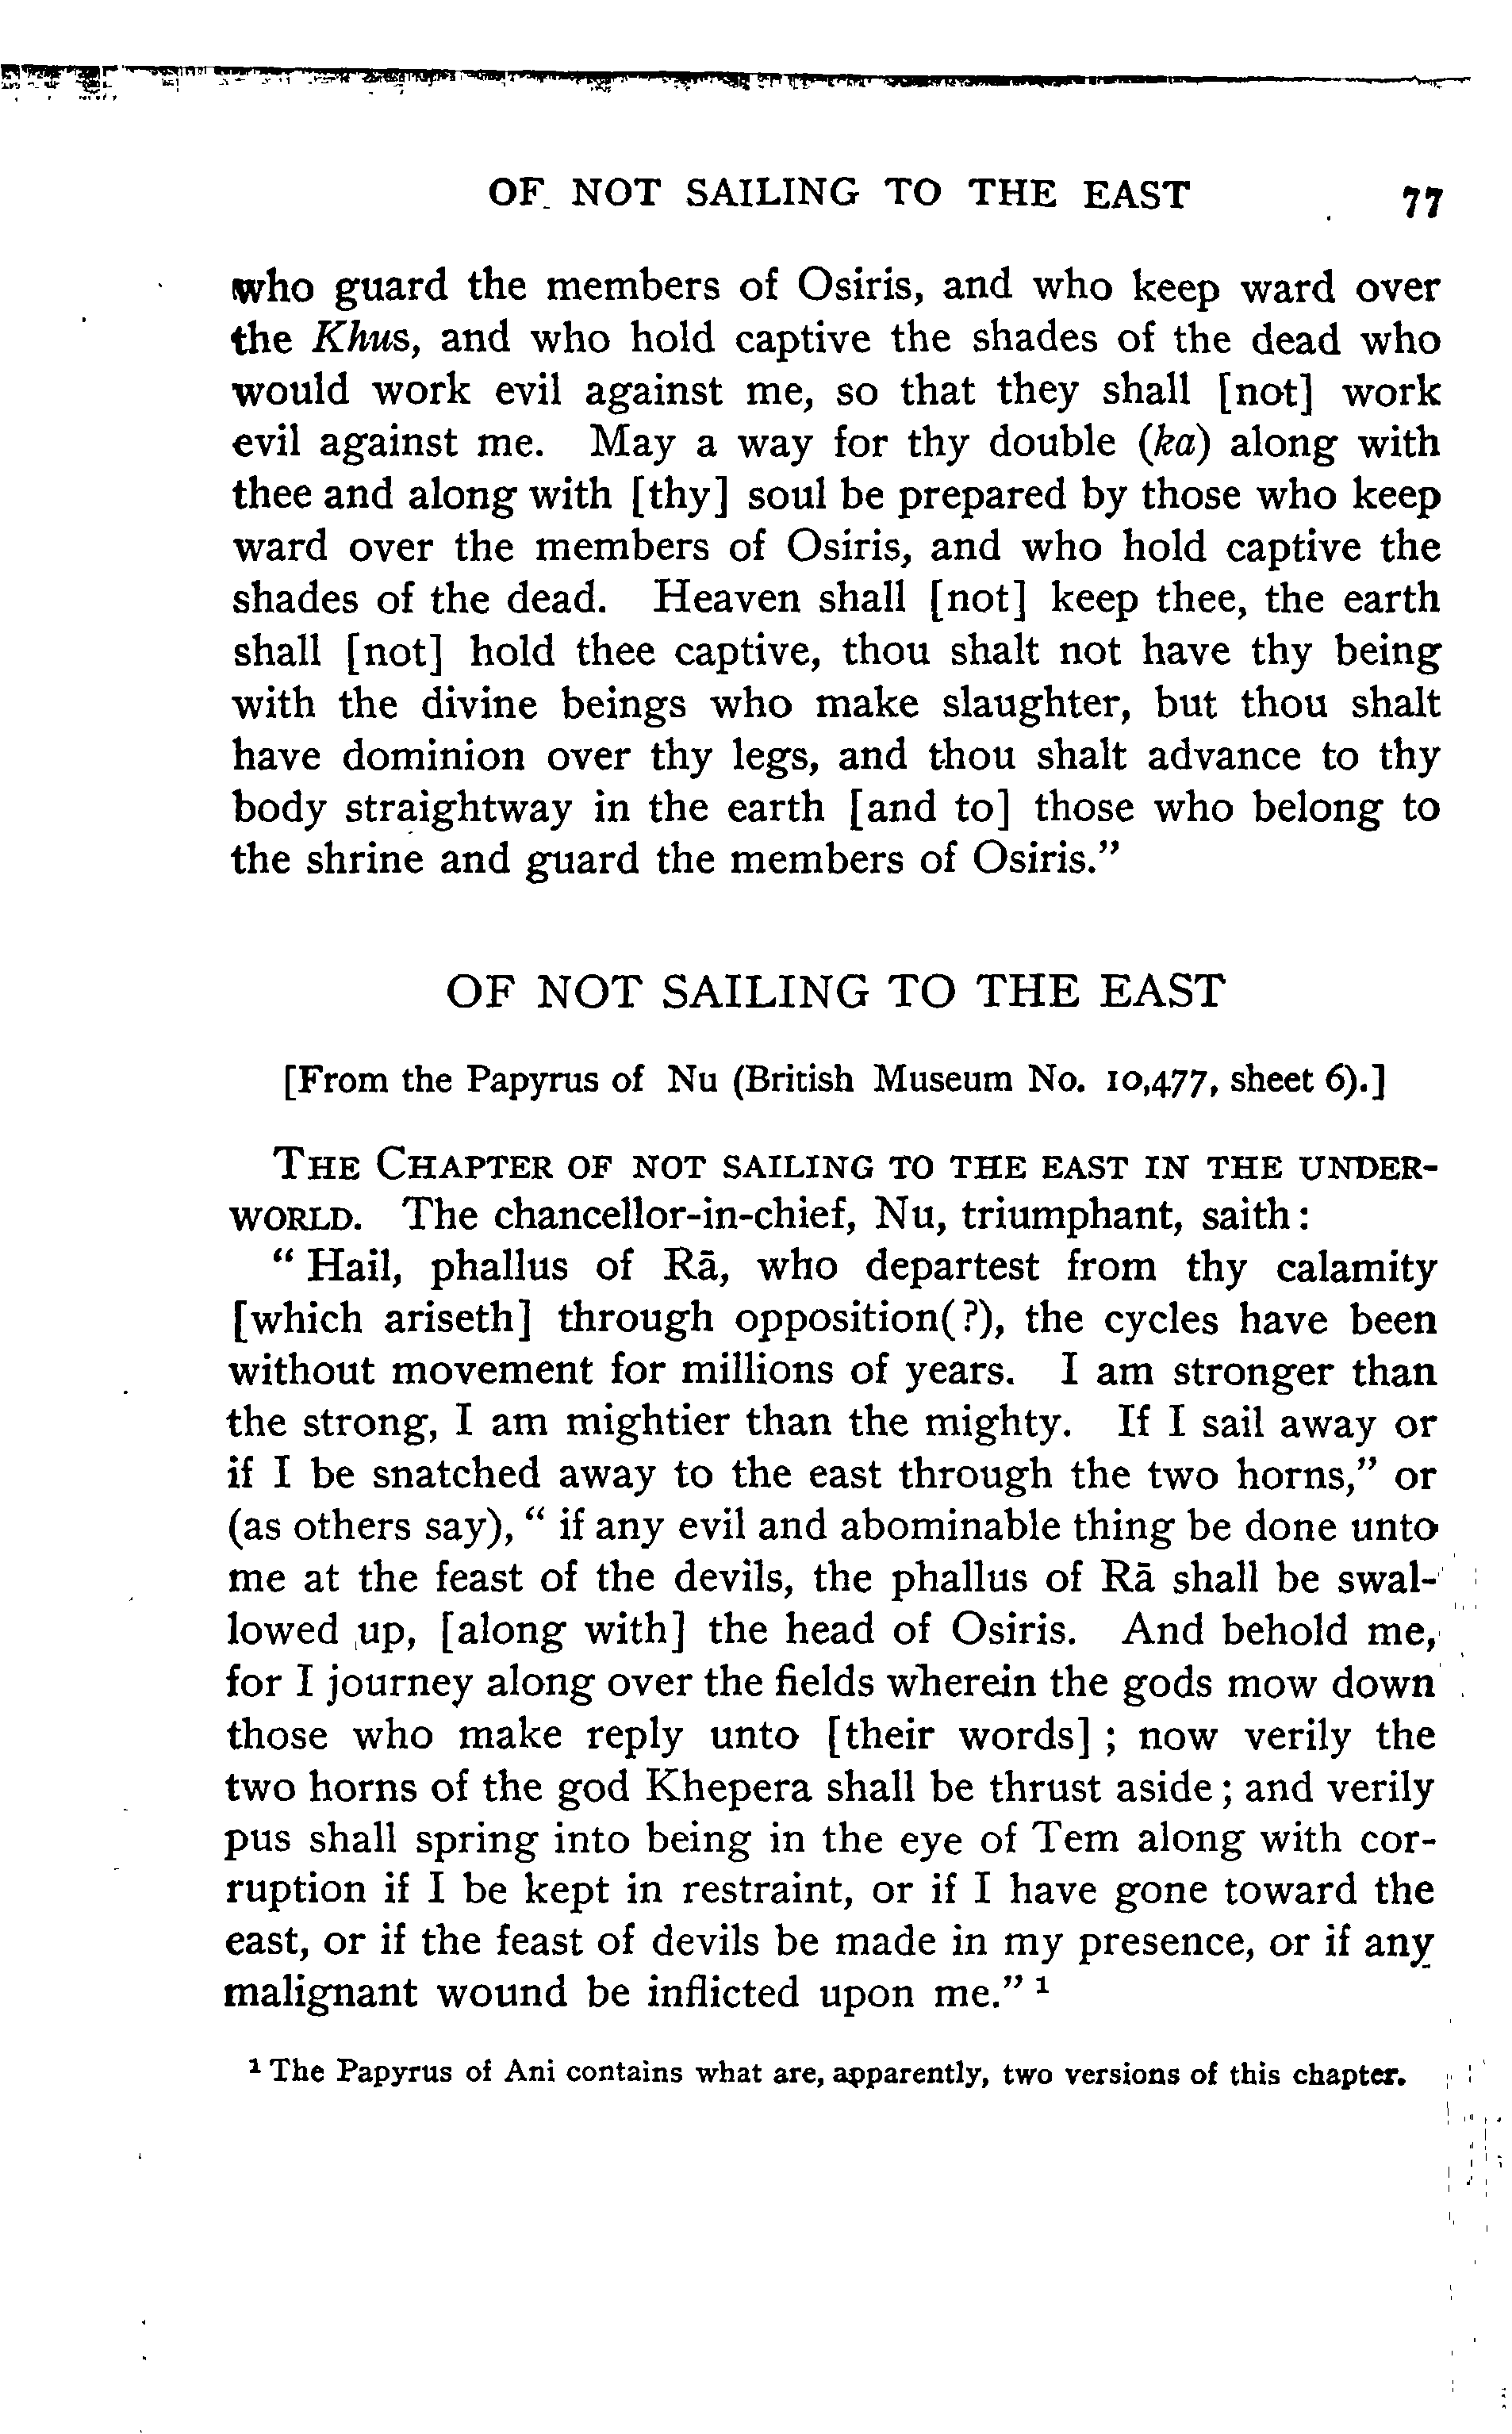 OF NOT SAILING TO THE EAST 77
who guard the members of Osiris, and who keep ward over
the Khus, and who hold captive the shades of the dead who
would work evil against me, so that they shall [not] work
evil against me. May a way for thy double (ka) along with
thee and along with [thy] soul be prepared by those who keep
ward over the members of Osiris, and who hold captive the
shades of the dead. Heaven shall [not] keep thee, the earth
shall [not] hold thee captive, thou shalt not have thy being
with the divine beings who make slaughter, but thou shalt
have dominion over thy legs, and thou shalt advance to thy
body straightway in the earth [and to] those who belong to
the shrine and guard the members of Osiris.”
OF NOT SAILING TO THE EAST
[From the Papyrus of Nu (British Museum No. 10,477, sheet 6).]
THE CHAPTER OF NOT SAILING TO THE EAST IN THE UNDER-
WORLD. The chancellor-in-chief, Nu, triumphant, saith:
“Hail, phallus of Rā, who departest from thy calamity
[which ariseth] through opposition(?), the cycles have been
without movement for millions of years. I am stronger than
the strong, I am mightier than the mighty. If I sail away or
if I be snatched away to the east through the two horns,” or
(as others say), “if any evil and abominable thing be done unto
me at the feast of the devils, the phallus of Rā shall be swal-
lowed up, [along with] the head of Osiris. And behold me,
for I journey along over the fields wherein the gods mow down
those who make reply unto [their words]; now verily the
two horns of the god Khepera shall be thrust aside; and verily
pus shall spring into being in the eye of Tem along with cor-
ruption if I be kept in restraint, or if I have gone toward the
east, or if the feast of devils be made in my presence, or if any
malignant wound be inflicted upon me.” 1
1 The Papyrus of Ani contains what are, apparently, two versions of this chapter.